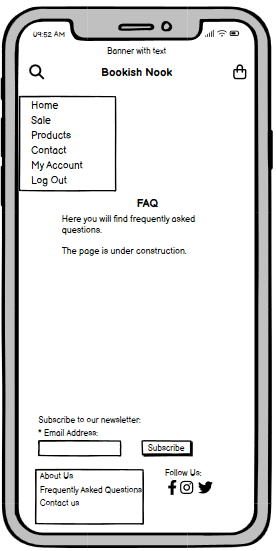 09:52 AM
Banner with text
Bookish Nook
Home
Sale
Products
Contact
My Account
Log Out
FAQ
Here you will find frequently asked
questions.
The page is under construction.
Subscribe to our newsletter:
* Email Address:
Subscribe
About Us
Frequently Asked Questions
Contact us
Follow Us: